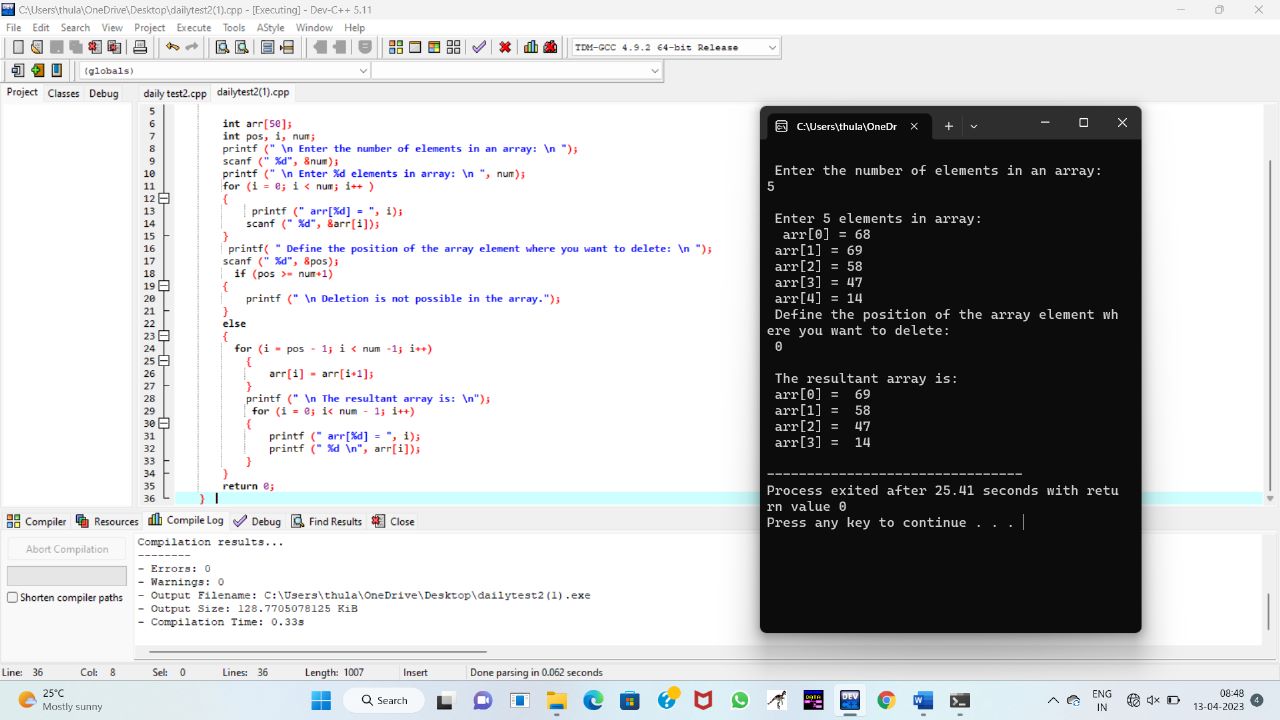 C:\Users\thula\OneDrive\Desktop\dailytest2(1).cpp - [Executing] - Dev-C++ 5.11
File Edit Search View Project Execute Tools AStyle Window Help
TDM-GCC 4.9.2 64-bit Release
(globals)
Project Classes Debug
daily test2.cpp dailytest2(1).cpp
5
6 int arr[50];
7 int pos, i, num;
8 printf (" \n Enter the number of elements in an array: \n ");
9 scanf (" %d", &num);
10 printf (" \n Enter %d elements in array: \n ", num);
11 for (i = 0; i < num; i++ )
12 {
13 printf (" arr[%d] = ", i);
14 scanf (" %d", &arr[i]);
15 }
16 printf( " Define the position of the array element where you want to delete: \n ");
17 scanf (" %d", &pos);
18 if (pos >= num+1)
19 {
20 printf (" \n Deletion is not possible in the array.");
21 }
22 else
23 {
24 for (i = pos - 1; i < num -1; i++)
25 {
26 arr[i] = arr[i+1];
27 }
28 printf (" \n The resultant array is: \n");
29 for (i = 0; i< num - 1; i++)
30 {
31 printf (" arr[%d] = ", i);
32 printf (" %d \n", arr[i]);
33 }
34 }
35 return 0;
36 }
C:\Users\thula\OneDr
Enter the number of elements in an array:
5
Enter 5 elements in array:
arr[0] = 68
arr[1] = 69
arr[2] = 58
arr[3] = 47
arr[4] = 14
Define the position of the array element wh
ere you want to delete:
0
The resultant array is:
arr[0] =  69
arr[1] =  58
arr[2] =  47
arr[3] =  14
--------------------------------
Process exited after 25.41 seconds with retu
rn value 0
Press any key to continue . . .
Compiler Resources Compile Log Debug Find Results Close
Abort Compilation
Shorten compiler paths
Compilation results...
--------
- Errors: 0
- Warnings: 0
- Output Filename: C:\Users\thula\OneDrive\Desktop\dailytest2(1).exe
- Output Size: 128.7705078125 KiB
- Compilation Time: 0.33s
Line: 36 Col: 8 Sel: 0 Lines: 36 Length: 1007 Insert Done parsing in 0.062 seconds
25°C
Mostly sunny
Search
ENG
IN
08:48
13-04-2023
4